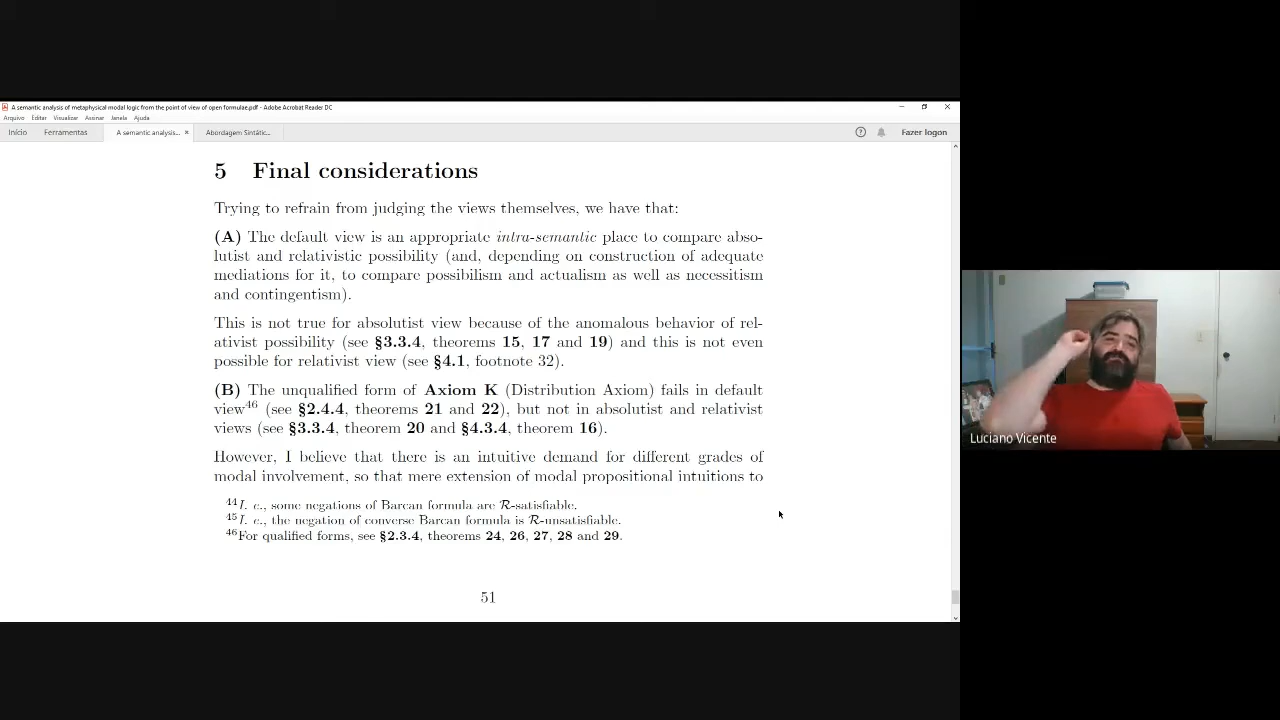 A semantic analysis of metaphysical modal logic from the point of view of open formulae.pdf - Adobe Acrobat Reader DC
Arquivo Editar Visualizar Assinar Janela Ajuda
Início Ferramentas A semantic analysis... × Abordagem Sintátic... Fazer logon
5 Final considerations
Trying to refrain from judging the views themselves, we have that:
(A) The default view is an appropriate intra-semantic place to compare abso-
lutist and relativistic possibility (and, depending on construction of adequate
mediations for it, to compare possibilism and actualism as well as necessitism
and contingentism).
This is not true for absolutist view because of the anomalous behavior of rel-
ativist possibility (see §3.3.4, theorems 15, 17 and 19) and this is not even
possible for relativist view (see §4.1, footnote 32).
(B) The unqualified form of Axiom K (Distribution Axiom) fails in default
view46 (see §2.4.4, theorems 21 and 22), but not in absolutist and relativist
views (see §3.3.4, theorem 20 and §4.3.4, theorem 16).
However, I believe that there is an intuitive demand for different grades of
modal involvement, so that mere extension of modal propositional intuitions to
44I. e., some negations of Barcan formula are R-satisfiable.
45I. e., the negation of converse Barcan formula is R-unsatisfiable.
46For qualified forms, see §2.3.4, theorems 24, 26, 27, 28 and 29.
51
Luciano Vicente